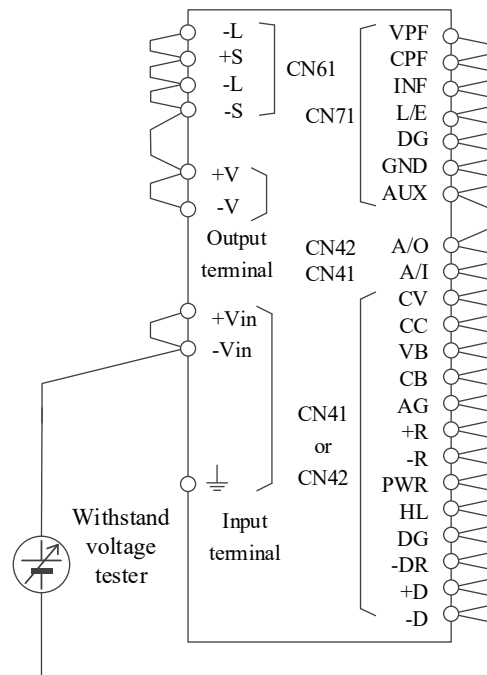 -L
+S
-L
-S
CN61
+V
-V
Output
terminal
+Vin
-Vin
Input
terminal
Withstand
voltage
tester
VPF
CPF
INF
L/E
DG
GND
AUX
CN71
CN42
A/O
CN41
A/I
CV
CC
VB
CB
AG
+R
-R
PWR
HL
DG
-DR
+D
-D
CN41
or
CN42